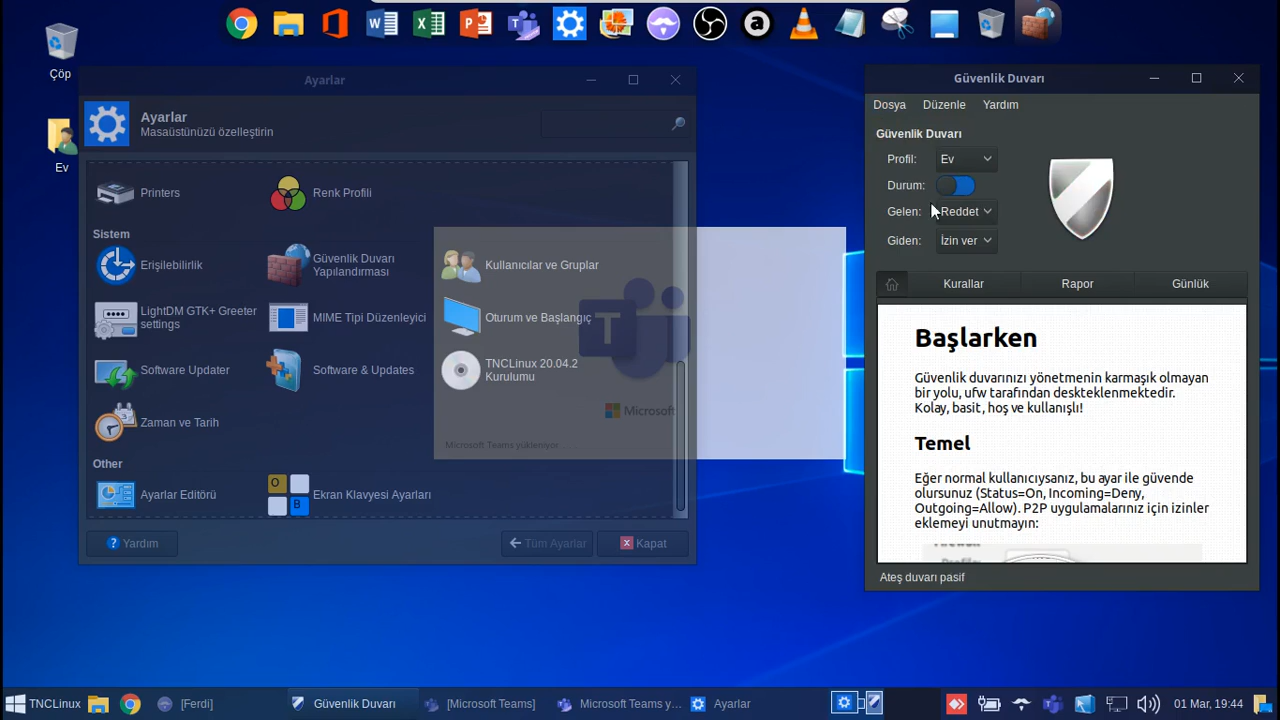 Çöp
Ev
Ayarlar
Ayarlar
Masaüstünüzü özelleştirin
Printers
Renk Profili
Sistem
Erişilebilirlik
Güvenlik Duvarı
Yapılandırması
Kullanıcılar ve Gruplar
LightDM GTK+ Greeter
settings
MIME Tipi Düzenleyici
Oturum ve Başlangıç
Software Updater
Software & Updates
TNCLinux 20.04.2
Kurulumu
Zaman ve Tarih
Microsoft
Microsoft Teams yükleniyor...
Other
Ayarlar Editörü
Ekran Klavyesi Ayarları
Yardım
Tüm Ayarlar
Kapat
Güvenlik Duvarı
Dosya Düzenle Yardım
Güvenlik Duvarı
Profil: Ev
Durum:
Gelen: Reddet
Giden: İzin ver
Kurallar Rapor Günlük
Başlarken
Güvenlik duvarınızı yönetmenin karmaşık olmayan
bir yolu, ufw tarafından deskteklenmektedir.
Kolay, basit, hoş ve kullanışlı!
Temel
Eğer normal kullanıcıysanız, bu ayar ile güvende
olursunuz (Status=On, Incoming=Deny,
Outgoing=Allow). P2P uygulamalarınız için izinler
eklemeyi unutmayın:
Ateş duvarı pasif
TNCLinux
[Ferdi]
Güvenlik Duvarı
[Microsoft Teams]
Microsoft Teams y...
Ayarlar
01 Mar, 19:44